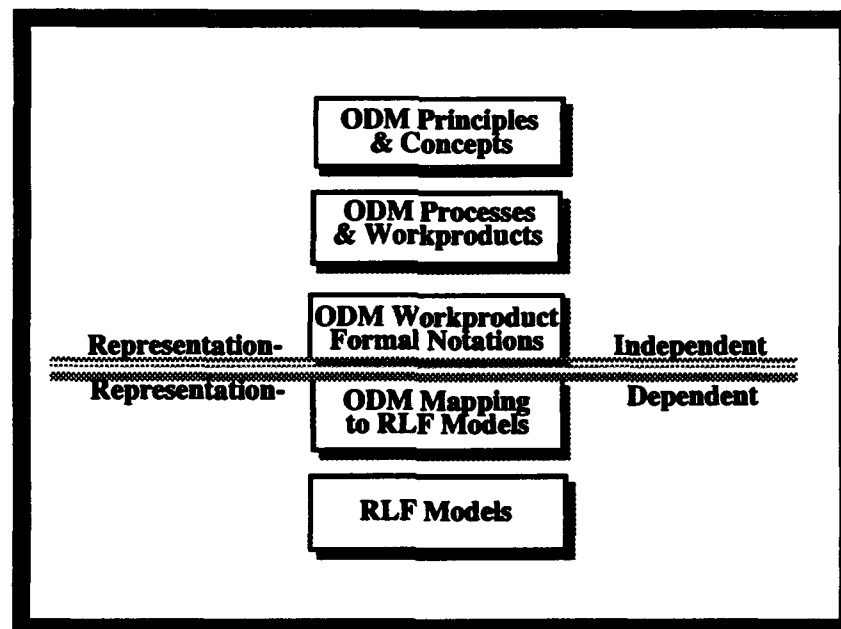 ODM Principles
& Concepts
ODM Processes
& Workproducts
ODM Workproduct
Formal Notations
Representation- Independent
Representation- Dependent
ODM Mapping
to RLF Models
RLF Models